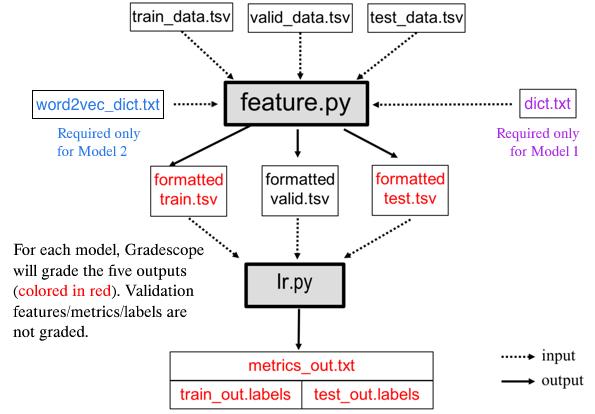 train_data.tsv
valid_data.tsv
test_data.tsv
word2vec_dict.txt
feature.py
dict.txt
Required only
for Model 2
Required only
for Model 1
formatted
train.tsv
formatted
valid.tsv
formatted
test.tsv
For each model, Gradescope
will grade the five outputs
(colored in red). Validation
features/metrics/labels are
not graded.
lr.py
metrics_out.txt
train_out.labels
test_out.labels
input
output